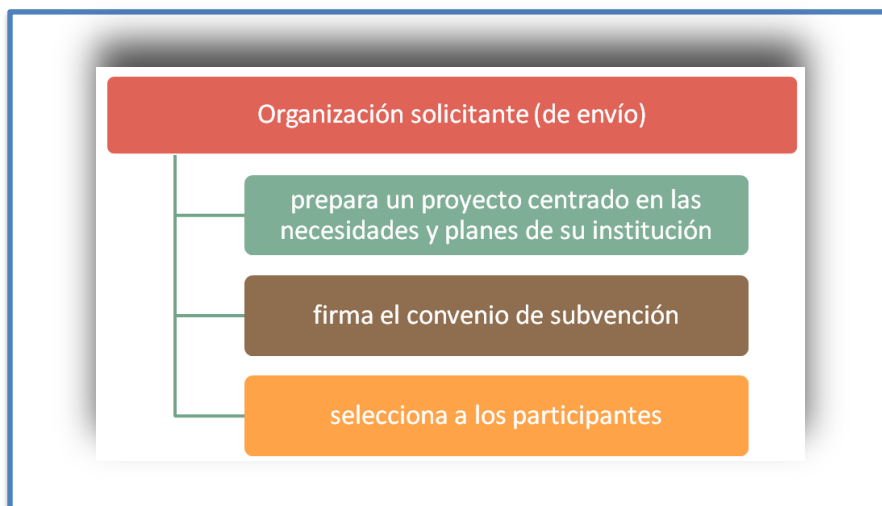 Organización solicitante (de envío)
prepara un proyecto centrado en las
necesidades y planes de su institución
firma el convenio de subvención
selecciona a los participantes